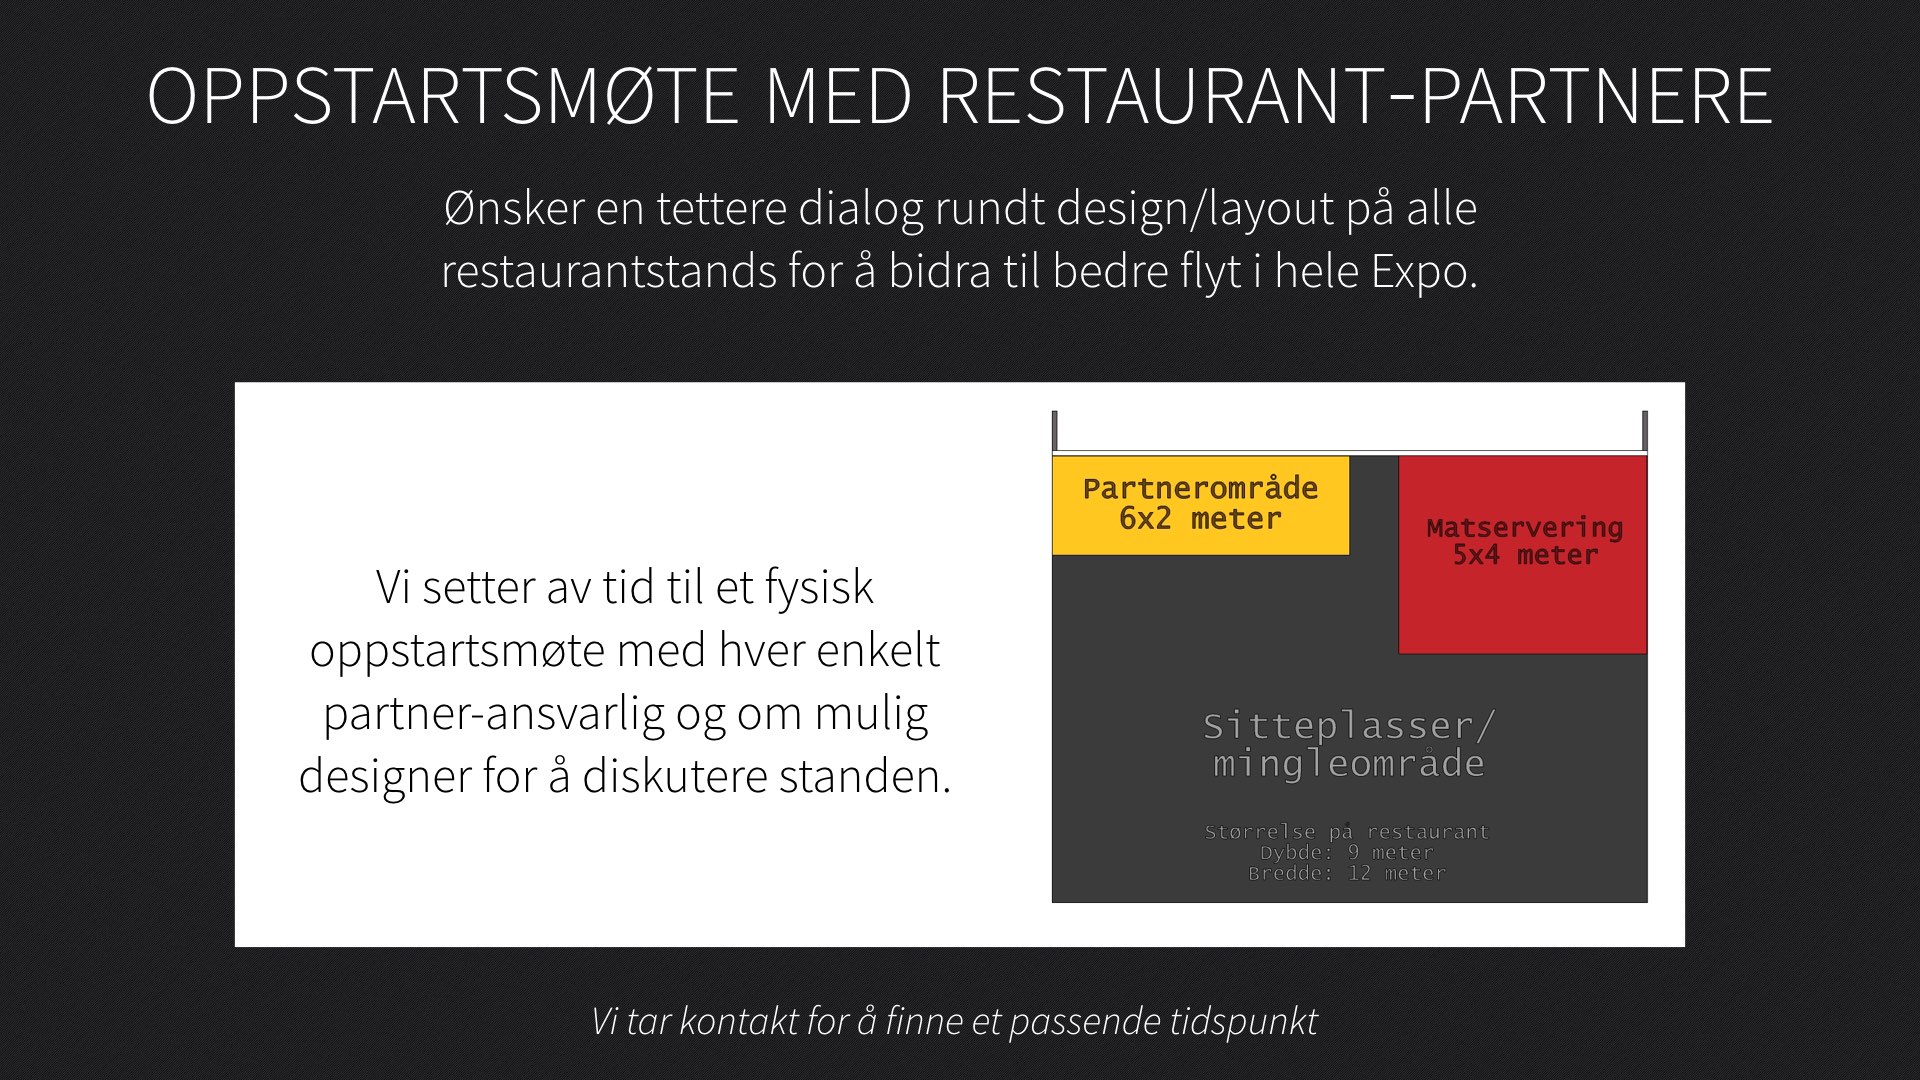 OPPSTARTSMØTE MED RESTAURANT-PARTNERE
Ønsker en tettere dialog rundt design/layout på alle
restaurantstands for å bidra til bedre flyt i hele Expo.
Vi setter av tid til et fysisk
oppstartsmøte med hver enkelt
partner-ansvarlig og om mulig
designer for å diskutere standen.
Partnerområde
6x2 meter
Matservering
5x4 meter
Sitteplasser/
mingleområde
Størrelse på restaurant
Dybde: 9 meter
Bredde: 12 meter
Vi tar kontakt for å finne et passende tidspunkt